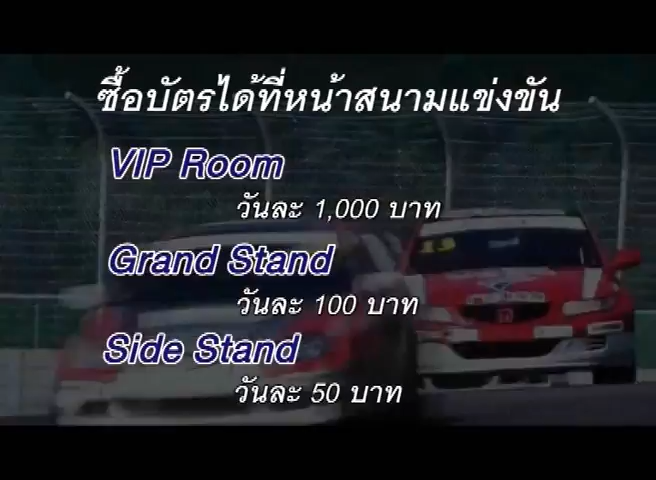 ซื้อบัตรได้ที่หน้าสนามแข่งขัน
VIP Room
วันละ 1,000 บาท
Grand Stand
วันละ 100 บาท
Side Stand
วันละ 50 บาท
13